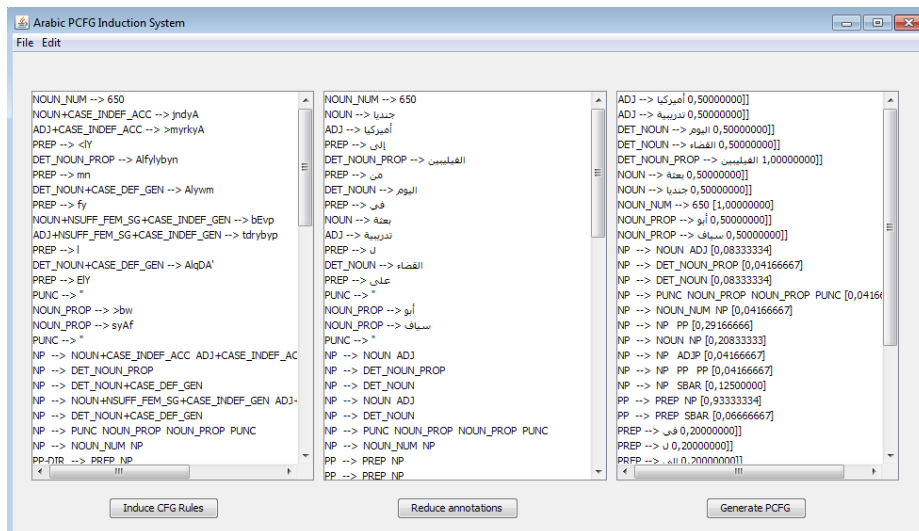 Arabic PCFG Induction System
File Edit
NOUN_NUM --> 650
NOUN+CASE_INDEF_ACC --> jndyA
ADJ+CASE_INDEF_ACC --> >myrkyA
PREP --> <lY
DET_NOUN_PROP --> Alfylybyn
PREP --> mn
DET_NOUN+CASE_DEF_GEN --> Alywm
PREP --> fy
NOUN+NSUFF_FEM_SG+CASE_INDEF_GEN --> bEvp
ADJ+NSUFF_FEM_SG+CASE_INDEF_GEN --> tdrybyp
PREP --> l
DET_NOUN+CASE_DEF_GEN --> AlqDA'
PREP --> ElY
PUNC --> "
NOUN_PROP --> >bw
NOUN_PROP --> syAf
PUNC --> "
NP --> NOUN+CASE_INDEF_ACC ADJ+CASE_INDEF_AC
NP --> DET_NOUN_PROP
NP --> DET_NOUN+CASE_DEF_GEN
NP --> NOUN+NSUFF_FEM_SG+CASE_INDEF_GEN ADJ+
NP --> DET_NOUN+CASE_DEF_GEN
NP --> PUNC NOUN_PROP NOUN_PROP PUNC
NP --> NOUN_NUM NP
PP-DIR --> PREP NP
NOUN_NUM --> 650
NOUN --> جنديا
ADJ --> أميركيا
PREP --> إلى
DET_NOUN_PROP --> الفيليبين
PREP --> من
DET_NOUN --> اليوم
PREP --> في
NOUN --> بعثة
ADJ --> تدريبية
PREP --> ل
DET_NOUN --> القضاء
PREP --> على
PUNC --> "
NOUN_PROP --> أبو
NOUN_PROP --> سياف
PUNC --> "
NP --> NOUN ADJ
NP --> DET_NOUN_PROP
NP --> DET_NOUN
NP --> NOUN ADJ
NP --> DET_NOUN
NP --> PUNC NOUN_PROP NOUN_PROP PUNC
NP --> NOUN_NUM NP
PP --> PREP NP
PP --> PREP NP
ADJ --> أميركيا 0,50000000]]
ADJ --> تدريبية 0,50000000]]
DET_NOUN --> اليوم 0,50000000]]
DET_NOUN --> القضاء 0,50000000]]
DET_NOUN_PROP --> الفيليبين 1,00000000]]
NOUN --> بعثة 0,50000000]]
NOUN --> جنديا 0,50000000]]
NOUN_NUM --> 650 [1,00000000]
NOUN_PROP --> أبو 0,50000000]]
NOUN_PROP --> سياف 0,50000000]]
NP --> NOUN ADJ [0,08333334]
NP --> DET_NOUN_PROP [0,04166667]
NP --> DET_NOUN [0,08333334]
NP --> PUNC NOUN_PROP NOUN_PROP PUNC [0,0416
NP --> NOUN_NUM NP [0,04166667]
NP --> NP PP [0,29166666]
NP --> NOUN NP [0,20833333]
NP --> NP ADJP [0,04166667]
NP --> NP PP PP [0,04166667]
NP --> NP SBAR [0,12500000]
PP --> PREP NP [0,93333334]
PP --> PREP SBAR [0,06666667]
PREP --> في 0,20000000]]
PREP --> ل 0,20000000]]
PREP --> إلى 0,20000000]]
Induce CFG Rules
Reduce annotations
Generate PCFG